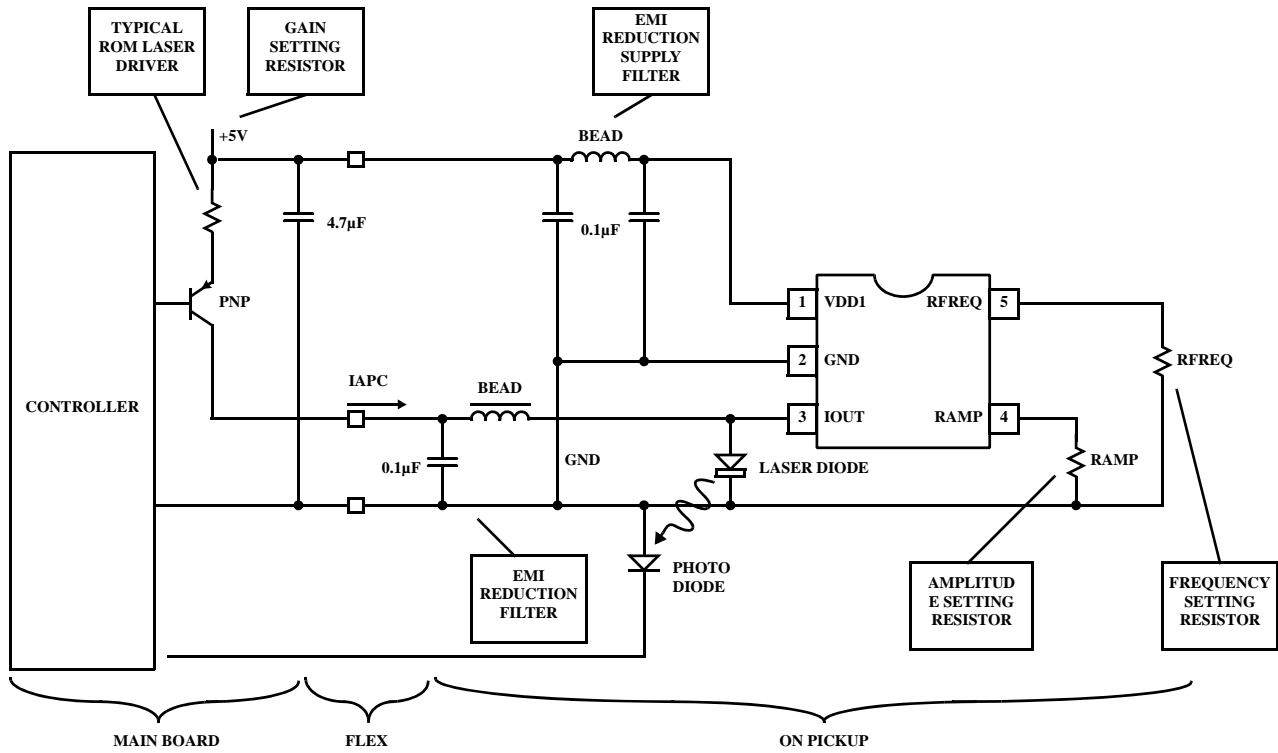 TYPICAL
ROM LASER
DRIVER
GAIN
SETTING
RESISTOR
EMI
REDUCTION
SUPPLY
FILTER
+5V
BEAD
4.7µF
0.1µF
PNP
1
VDD1
RFREQ
5
2
GND
RFREQ
CONTROLLER
IAPC
BEAD
3
IOUT
RAMP
4
0.1µF
GND
LASER DIODE
RAMP
PHOTO
DIODE
EMI
REDUCTION
FILTER
AMPLITUD
E SETTING
RESISTOR
FREQUENCY
SETTING
RESISTOR
MAIN BOARD
FLEX
ON PICKUP